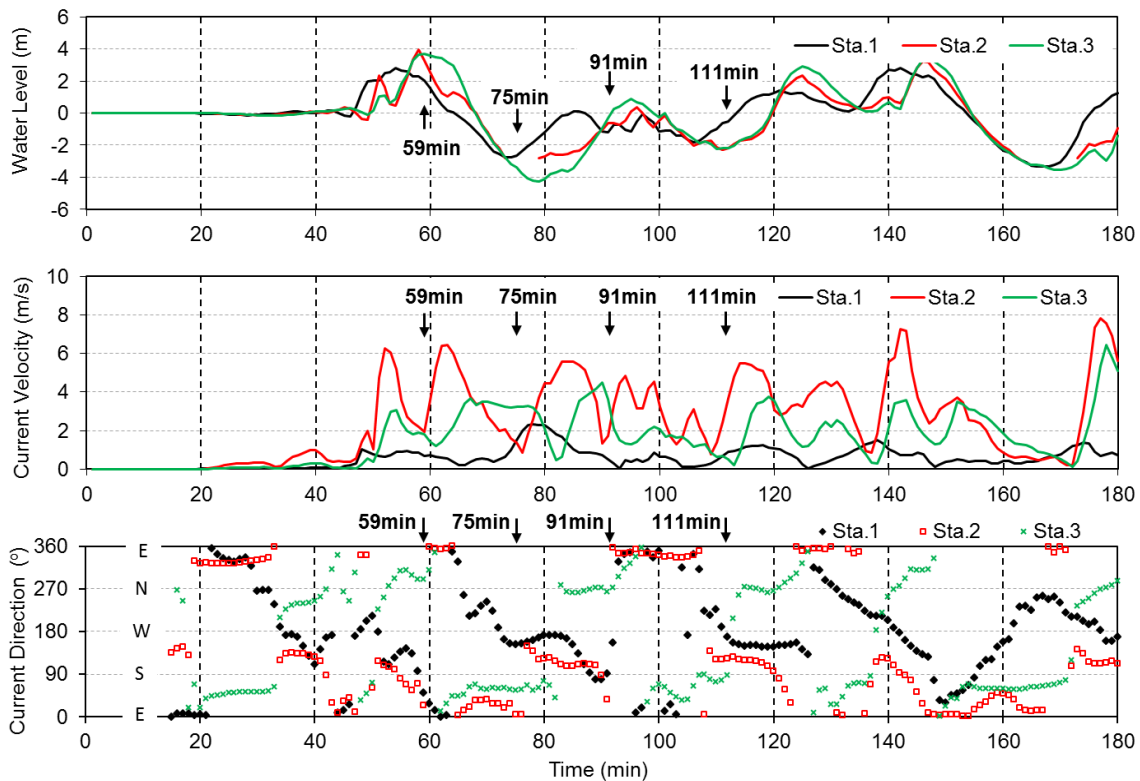 Water Level (m)
6
4
2
0
-2
-4
-6
Sta.1 Sta.2 Sta.3
59min
75min
91min
111min
0 20 40 60 80 100 120 140 160 180
Current Velocity (m/s)
10
8
6
4
2
0
59min 75min 91min 111min
Sta.1 Sta.2 Sta.3
0 20 40 60 80 100 120 140 160 180
59min 75min 91min 111min
Sta.1 Sta.2 Sta.3
Current Direction (°)
360 E
270 N
180 W
90 S
0 E
0 20 40 60 80 100 120 140 160 180
Time (min)